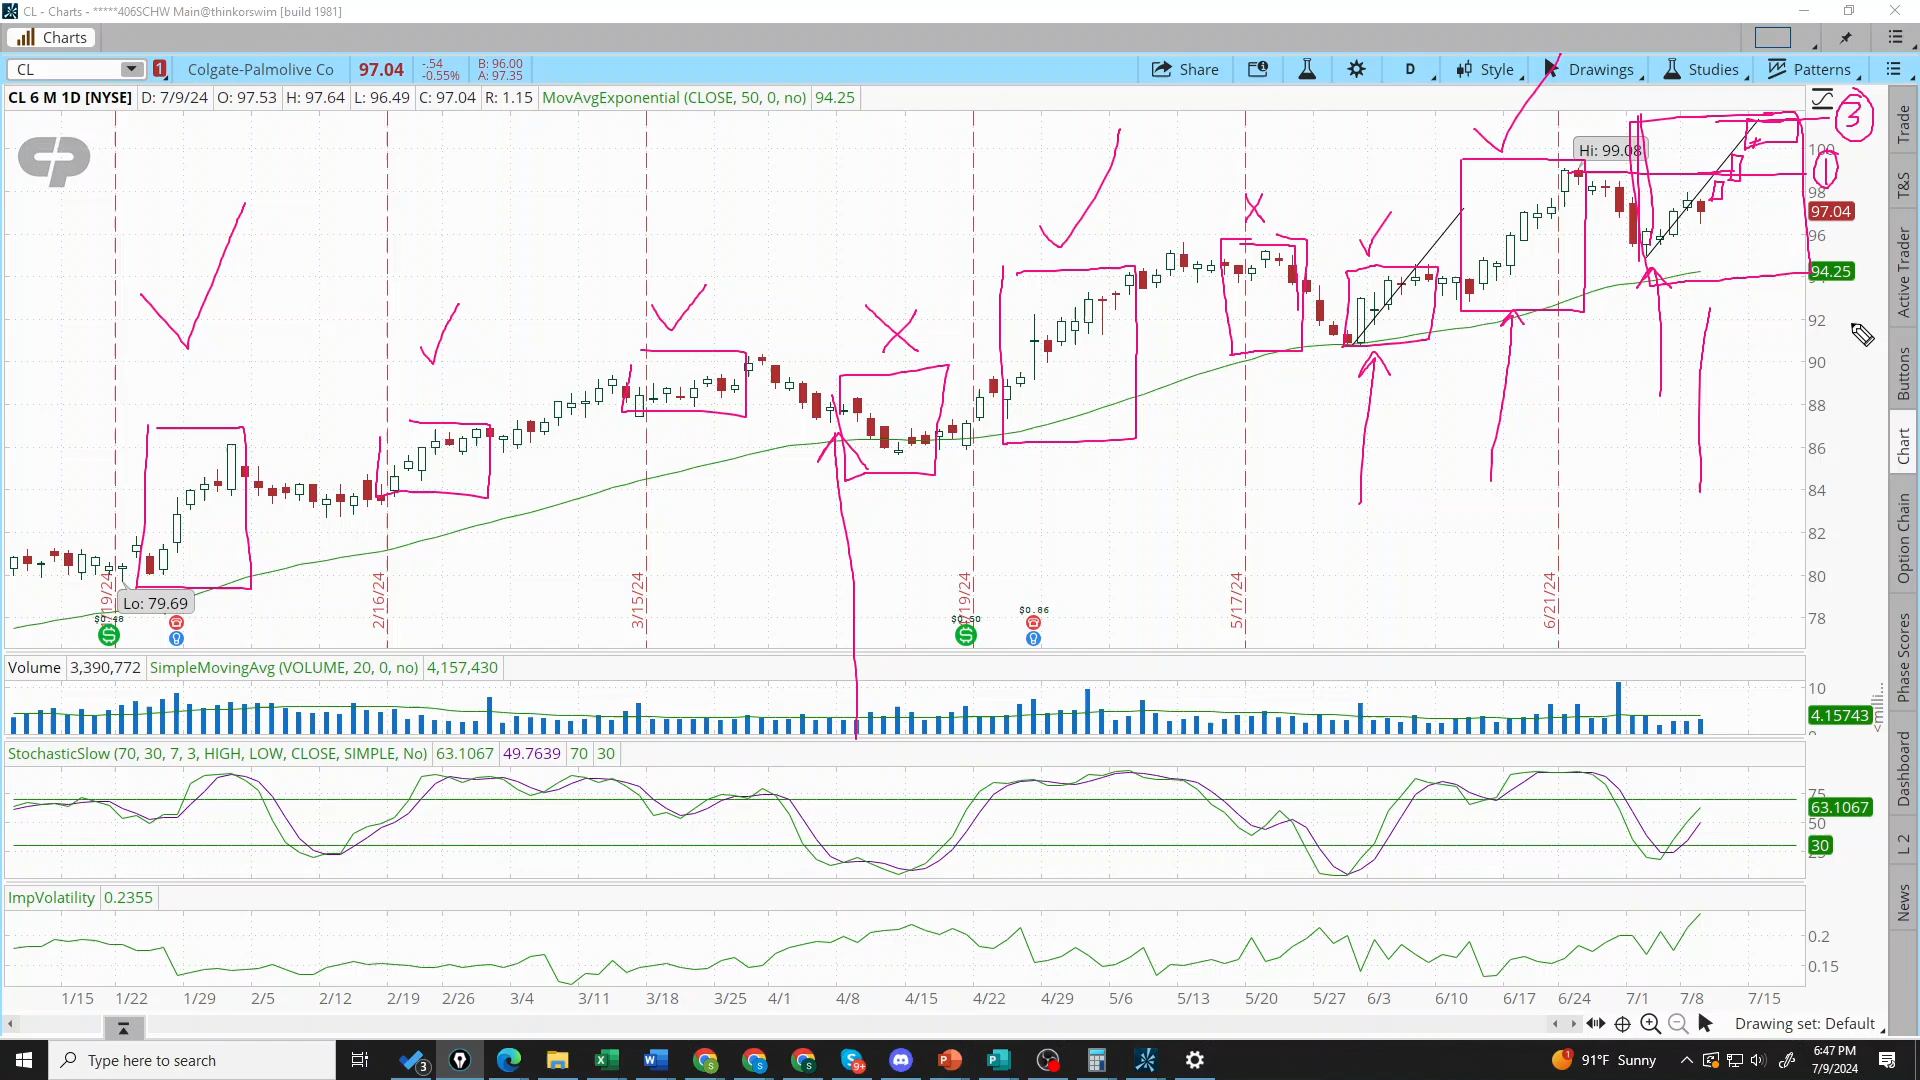 CL - Charts - *****406SCHW Main@thinkorswim [build 1981]
Charts
CL 1 Colgate-Palmolive Co 97.04 -.54 -0.55% B: 96.00 A: 97.35 Share D Style Drawings Studies Patterns
CL 6 M 1D [NYSE] D: 7/9/24 O: 97.53 H: 97.64 L: 96.49 C: 97.04 R: 1.15 MovAvgExponential (CLOSE, 50, 0, no) 94.25
3
Hi: 99.08
100
1
98
97.04
96
94.25
94
92
90
88
86
84
82
80
78
Lo: 79.69
2/16/24
3/15/24
5/17/24
6/21/24
$0.48
$0.50
$0.86
Volume 3,390,772 SimpleMovingAvg (VOLUME, 20, 0, no) 4,157,430
10
4.15743
<milli...
StochasticSlow (70, 30, 7, 3, HIGH, LOW, CLOSE, SIMPLE, No) 63.1067 49.7639 70 30
75
63.1067
50
30
ImpVolatility 0.2355
0.2
0.15
1/15 1/22 1/29 2/5 2/12 2/19 2/26 3/4 3/11 3/18 3/25 4/1 4/8 4/15 4/22 4/29 5/6 5/13 5/20 5/27 6/3 6/10 6/17 6/24 7/1 7/8 7/15
Drawing set: Default
Trade
T&S
Active Trader
Buttons
Chart
Option Chain
Phase Scores
Dashboard
L 2
News
Type here to search
3
9+
1
91°F Sunny
6:47 PM
7/9/2024